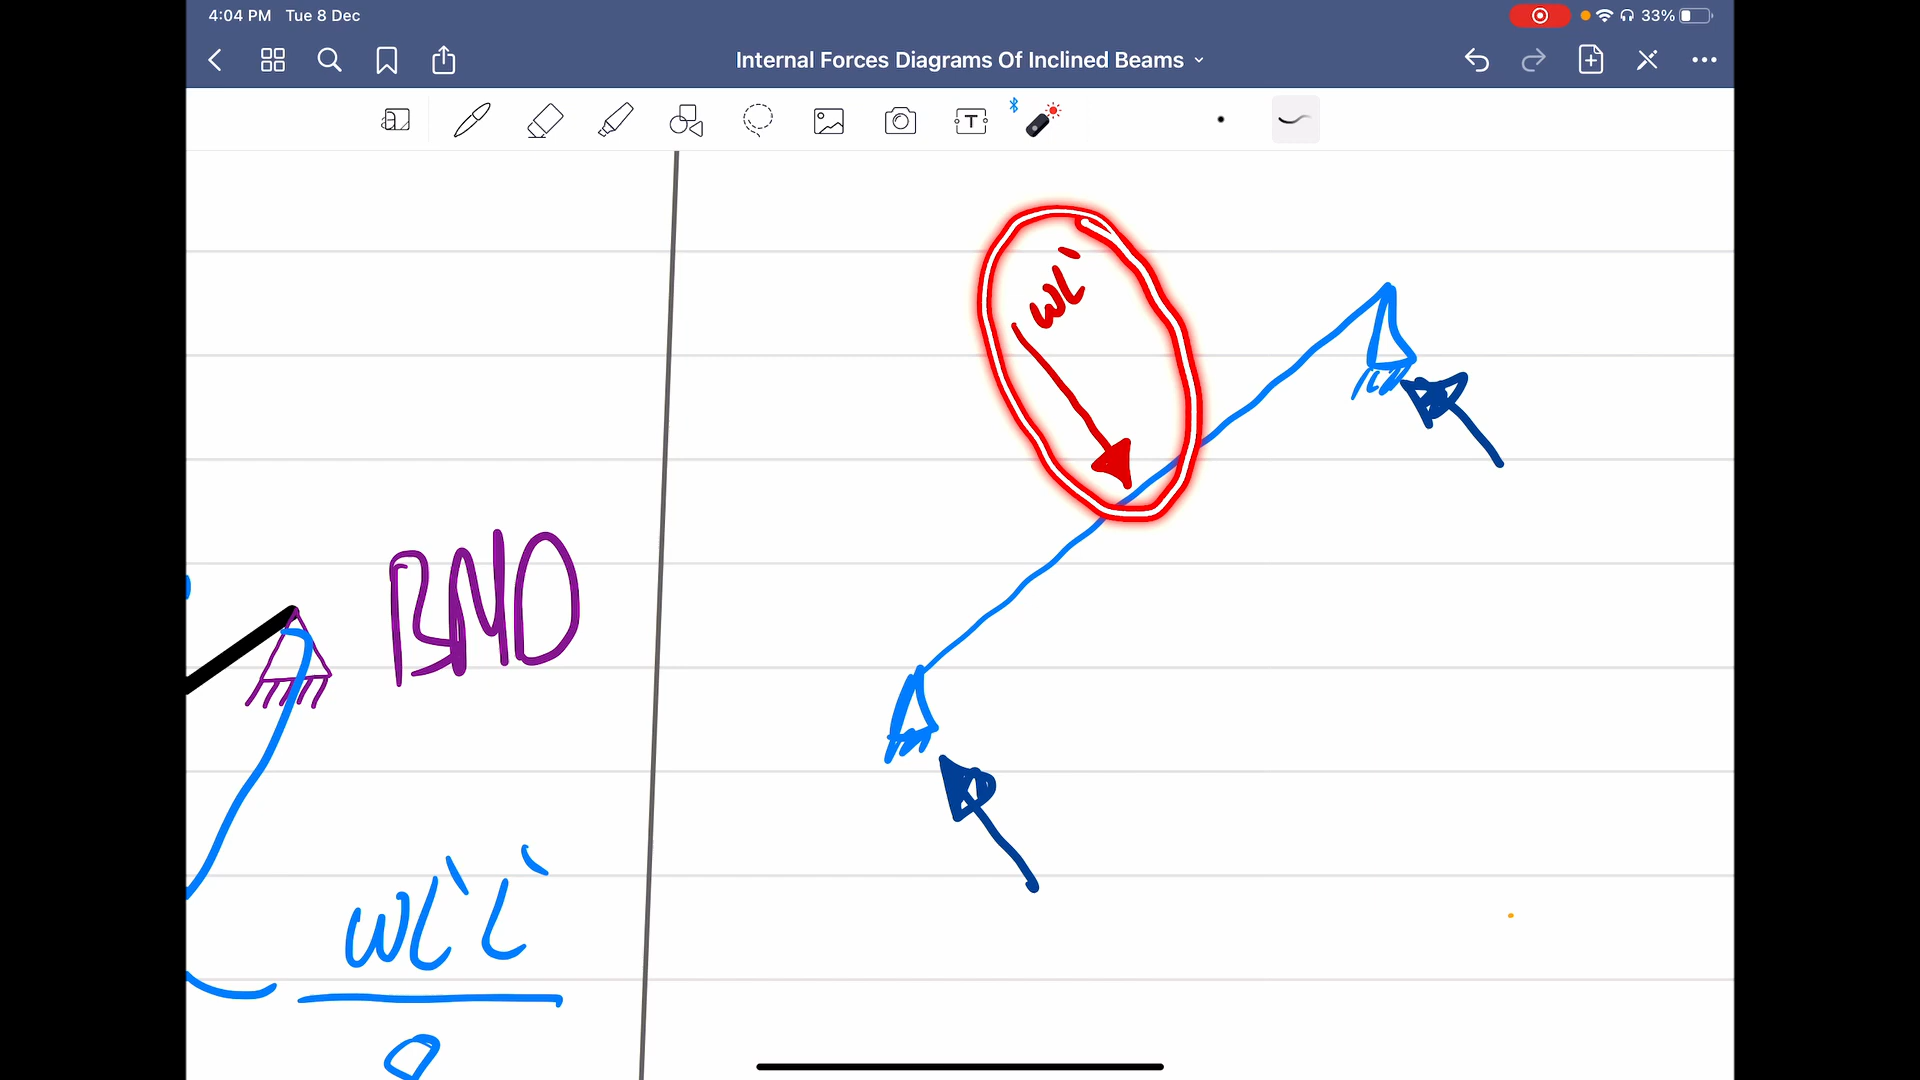 4:04 PM Tue 8 Dec
33%
Internal Forces Diagrams Of Inclined Beams
T
wL`
BMD
wL`L`
8